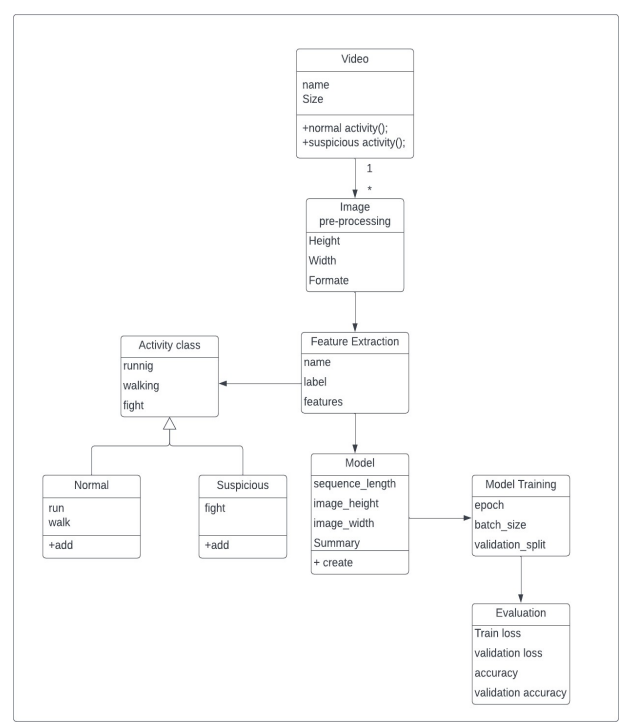 Video
name
Size
+normal activity();
+suspicious activity();
1
*
Image
pre-processing
Height
Width
Formate
Feature Extraction
name
label
features
Activity class
runnig
walking
fight
Normal
run
walk
+add
Suspicious
fight
+add
Model
sequence_length
image_height
image_width
Summary
+ create
Model Training
epoch
batch_size
validation_split
Evaluation
Train loss
validation loss
accuracy
validation accuracy